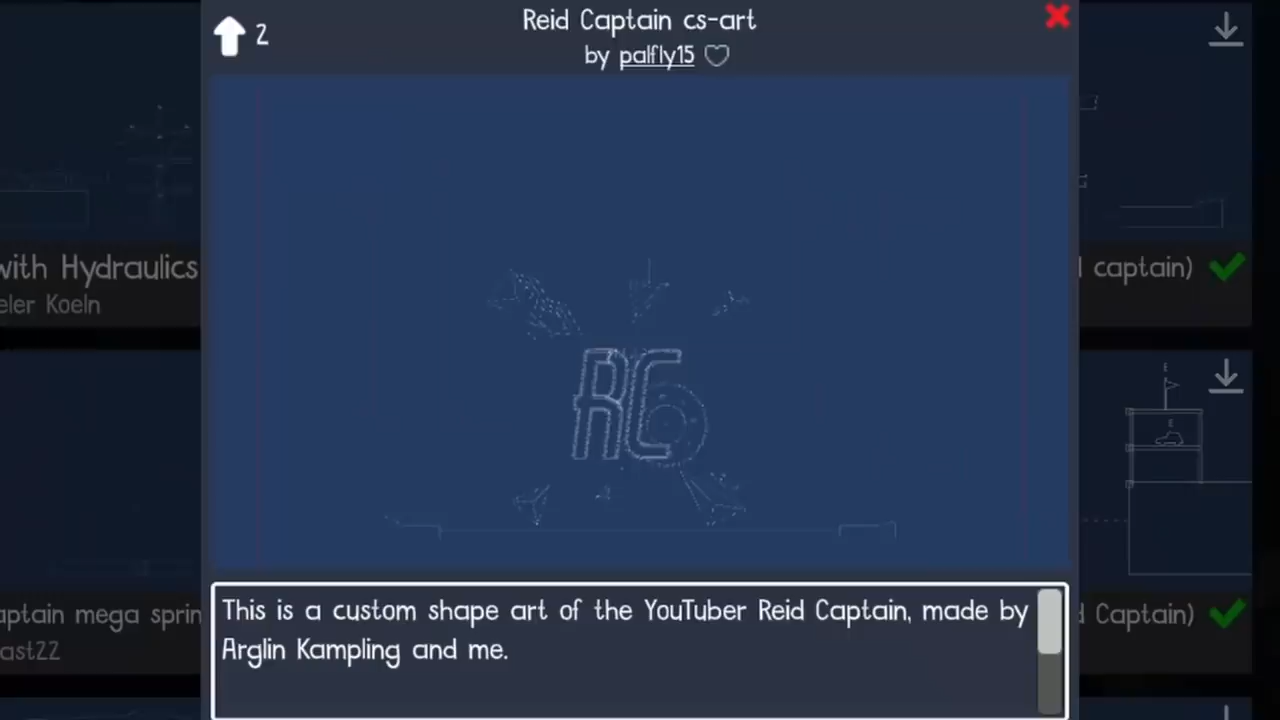 Reid Captain cs-art
2
by palfly15
with Hydraulics
eler Koeln
captain)
RC
E
E
This is a custom shape art of the YouTuber Reid Captain, made by
Arglin Kampling and me.
aptain mega sprin
ast22
d Captain)